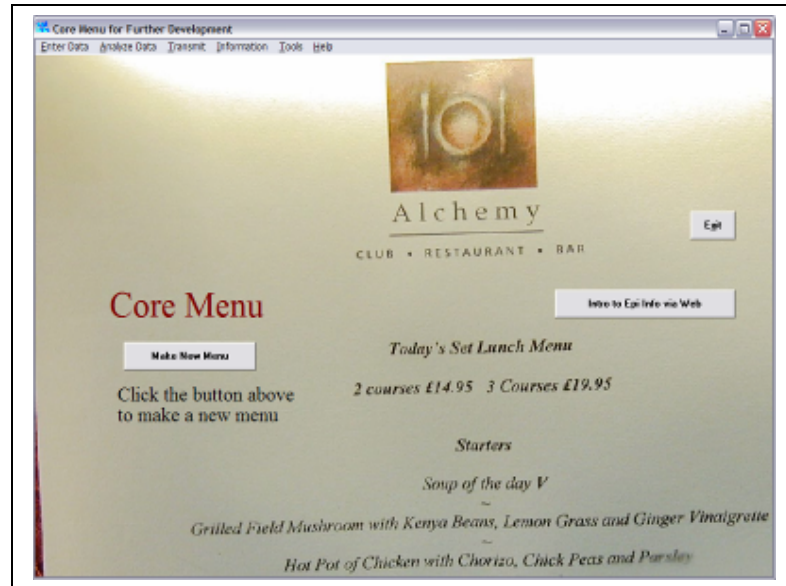 Core Menu for Further Development
Enter Data Analyze Data Transmit Information Tools Help
Alchemy
CLUB • RESTAURANT • BAR
Exit
Core Menu
Intro to Epi Info via Web
Make New Menu
Today's Set Lunch Menu
Click the button above
to make a new menu
2 courses £14.95 3 Courses £19.95
Starters
Soup of the day V
~
Grilled Field Mushroom with Kenya Beans, Lemon Grass and Ginger Vinaigrette
~
Hot Pot of Chicken with Chorizo, Chick Peas and Parsley